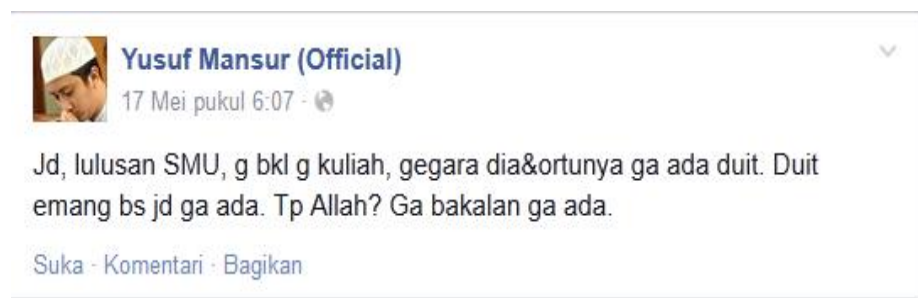 Yusuf Mansur (Official)
17 Mei pukul 6:07 ·
Jd, lulusan SMU, g bkl g kuliah, gegara dia&ortunya ga ada duit. Duit
emang bs jd ga ada. Tp Allah? Ga bakalan ga ada.
Suka · Komentari · Bagikan